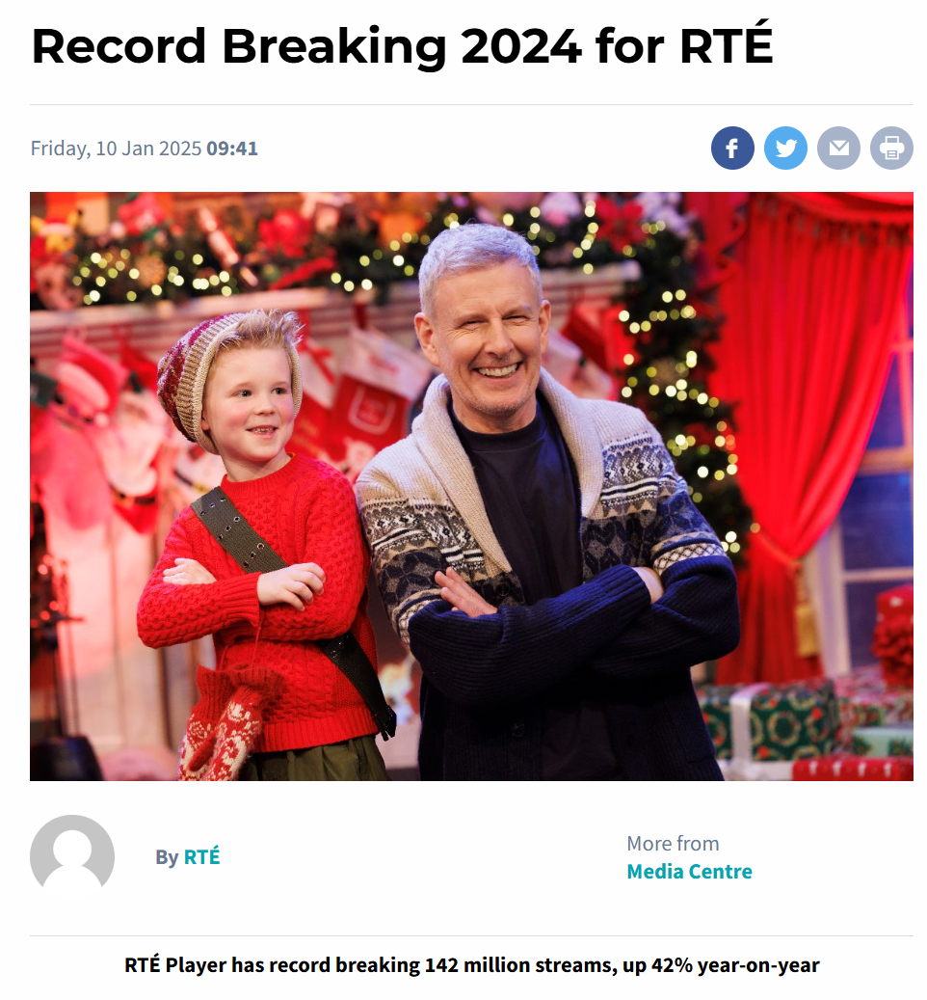 Record Breaking 2024 for RTÉ
Friday, 10 Jan 2025 09:41
By RTÉ
More from
Media Centre
RTÉ Player has record breaking 142 million streams, up 42% year-on-year